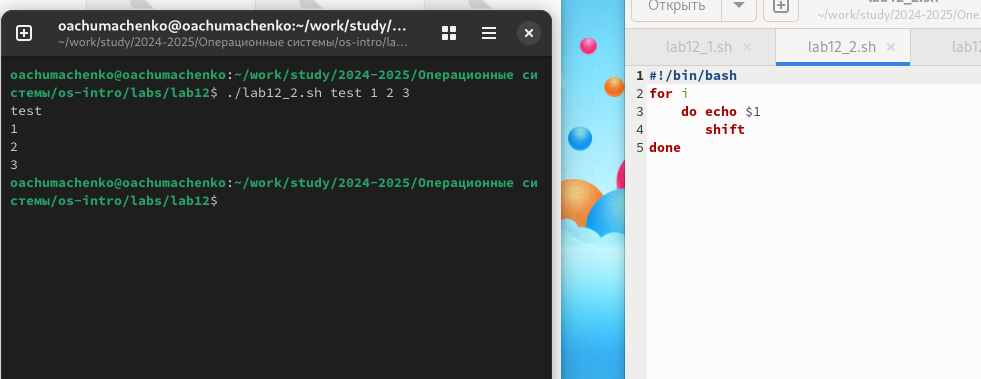 oachumachenko@oachumachenko:~/work/study/...
~/work/study/2024-2025/Операционные системы/os-intro/la...
oachumachenko@oachumachenko:~/work/study/2024-2025/Операционные си
стемы/os-intro/labs/lab12$ ./lab12_2.sh test 1 2 3
test
1
2
3
oachumachenko@oachumachenko:~/work/study/2024-2025/Операционные си
стемы/os-intro/labs/lab12$
Открыть
~/work/study/2024-2025/Опе
lab12_1.sh
lab12_2.sh
lab12
1 #!/bin/bash
2 for i
3 do echo $1
4 shift
5 done